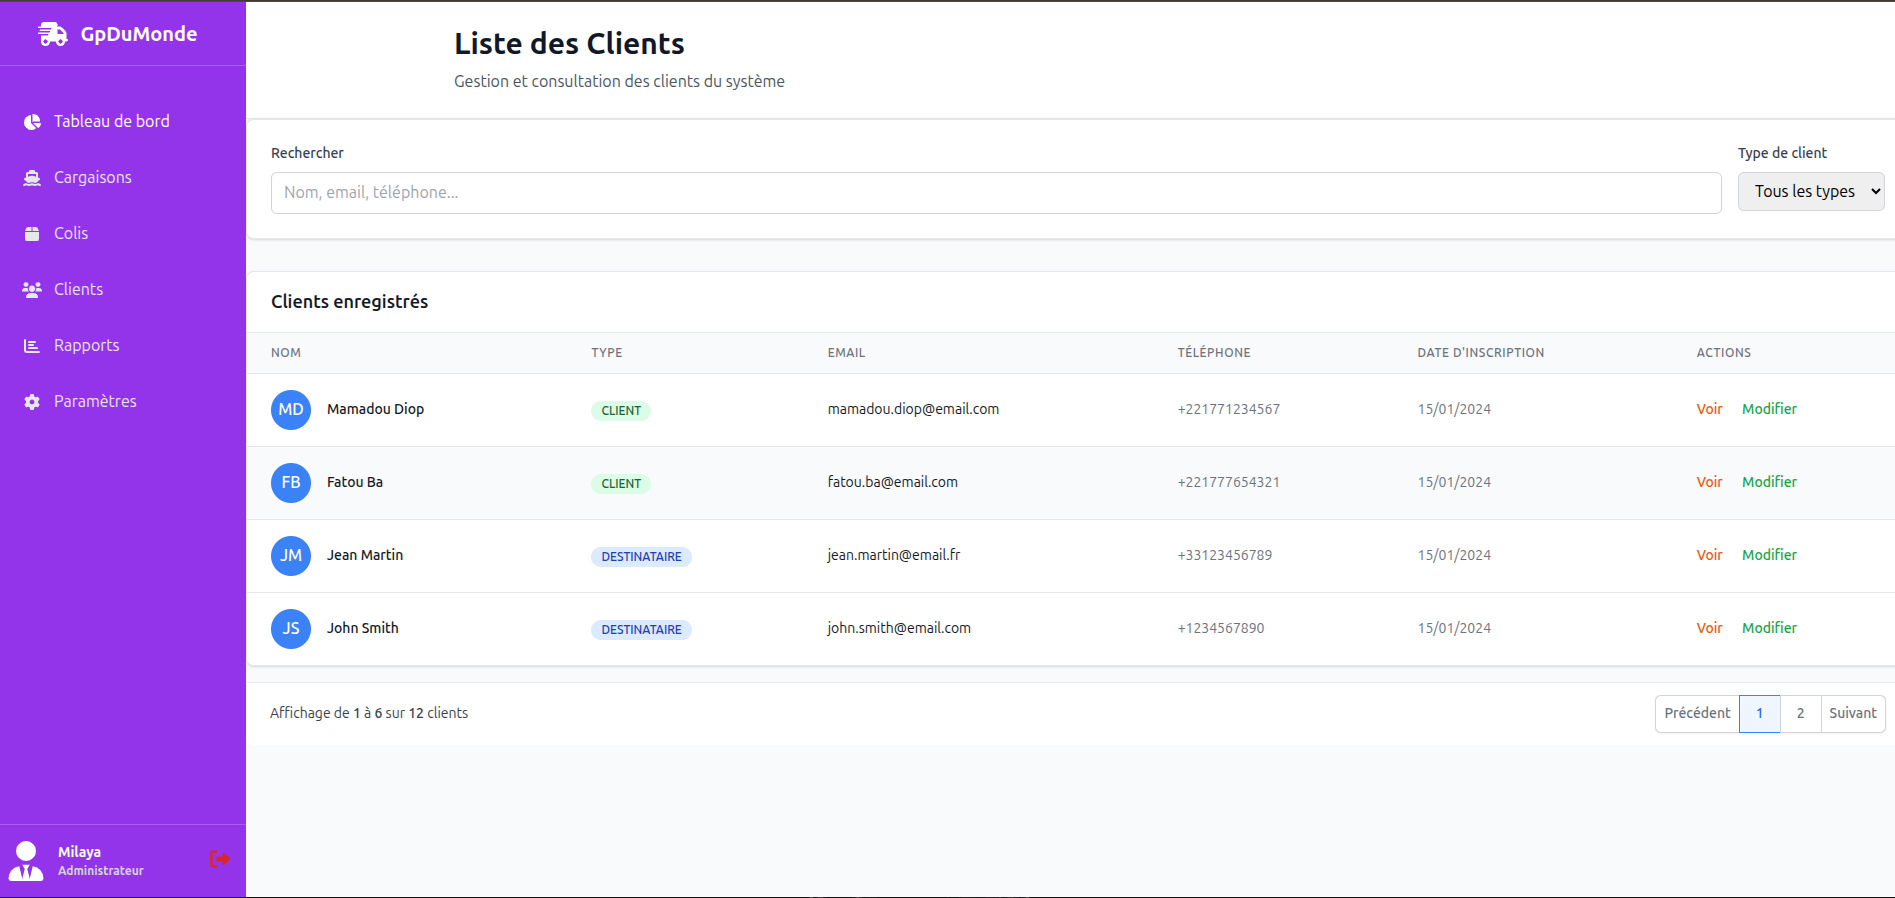 GpDuMonde
Tableau de bord
Cargaisons
Colis
Clients
Rapports
Paramètres
Milaya
Administrateur
Liste des Clients
Gestion et consultation des clients du système
Rechercher
Type de client
Nom, email, téléphone...
Tous les types
Clients enregistrés
NOM TYPE EMAIL TÉLÉPHONE DATE D'INSCRIPTION ACTIONS
MD Mamadou Diop CLIENT mamadou.diop@email.com +221771234567 15/01/2024 Voir Modifier
FB Fatou Ba CLIENT fatou.ba@email.com +221777654321 15/01/2024 Voir Modifier
JM Jean Martin DESTINATAIRE jean.martin@email.fr +33123456789 15/01/2024 Voir Modifier
JS John Smith DESTINATAIRE john.smith@email.com +1234567890 15/01/2024 Voir Modifier
Affichage de 1 à 6 sur 12 clients
Précédent 1 2 Suivant